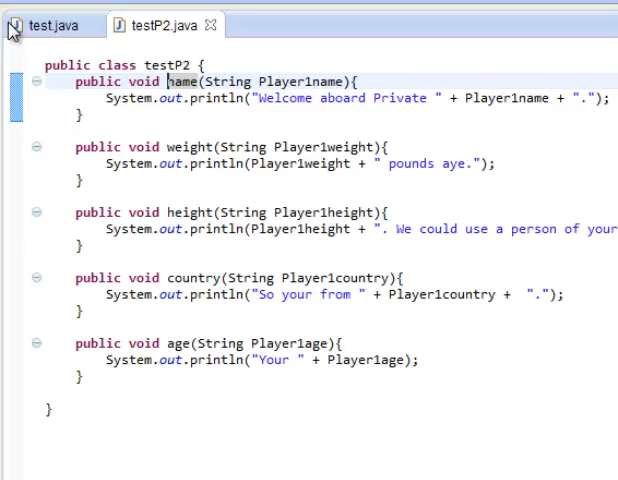 test.java testP2.java
public class testP2 {
public void name(String Player1name){
System.out.println("Welcome aboard Private " + Player1name + ".");
}
public void weight(String Player1weight){
System.out.println(Player1weight + " pounds aye.");
}
public void height(String Player1height){
System.out.println(Player1height + ". We could use a person of your
}
public void country(String Player1country){
System.out.println("So your from " + Player1country + ".");
}
public void age(String Player1age){
System.out.println("Your " + Player1age);
}
}